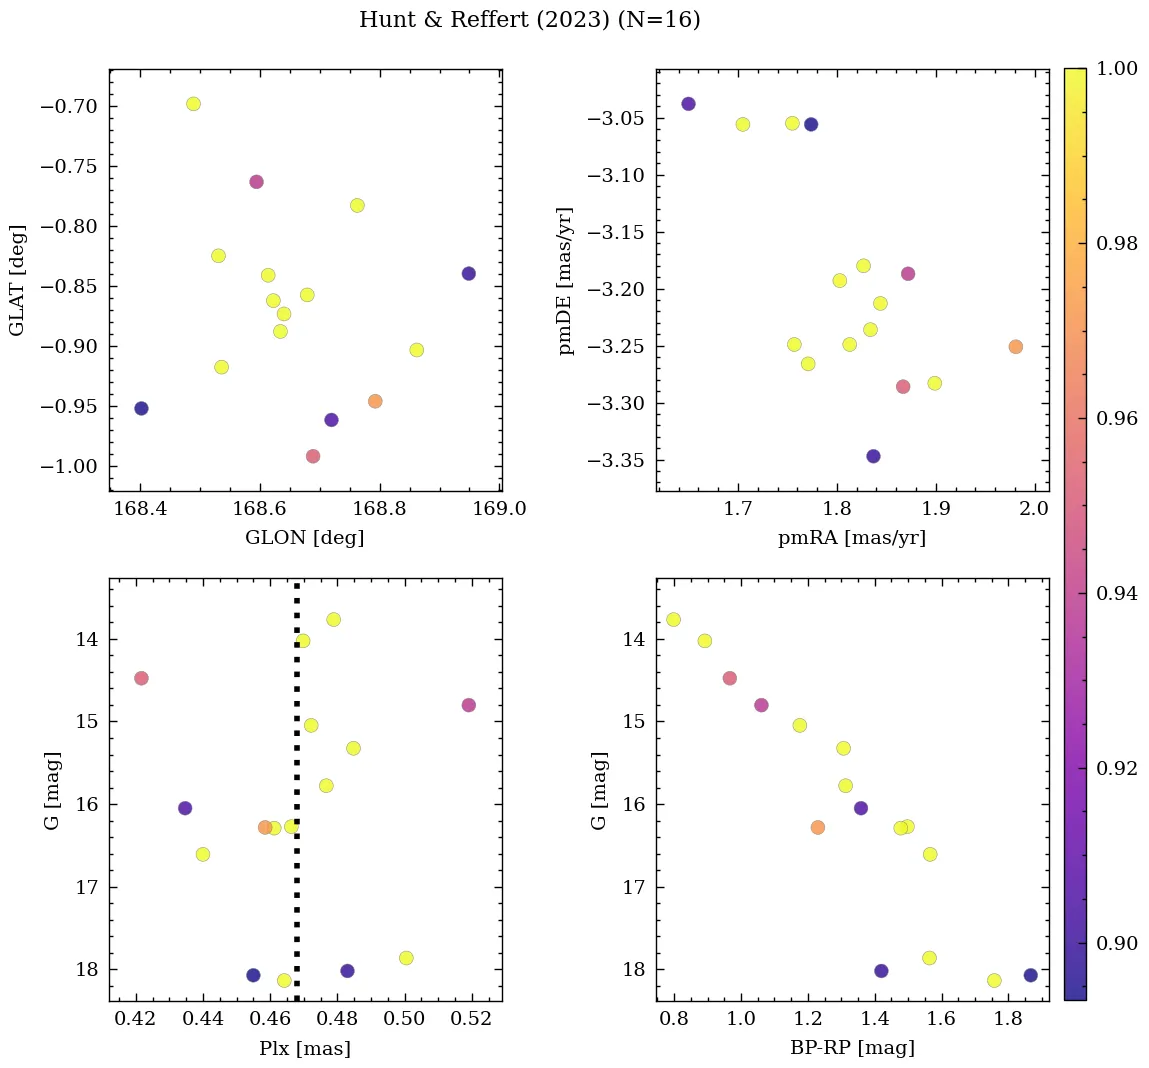 Hunt & Reffert (2023) (N=16)
−0.70
−0.75
−0.80
−0.85
−0.90
−0.95
−1.00
GLAT [deg]
168.4 168.6 168.8 169.0
GLON [deg]
−3.05
−3.10
−3.15
−3.20
−3.25
−3.30
−3.35
pmDE [mas/yr]
1.7 1.8 1.9 2.0
pmRA [mas/yr]
1.00
0.98
0.96
0.94
0.92
0.90
14
15
16
17
18
G [mag]
0.42 0.44 0.46 0.48 0.50 0.52
Plx [mas]
14
15
16
17
18
G [mag]
0.8 1.0 1.2 1.4 1.6 1.8
BP-RP [mag]